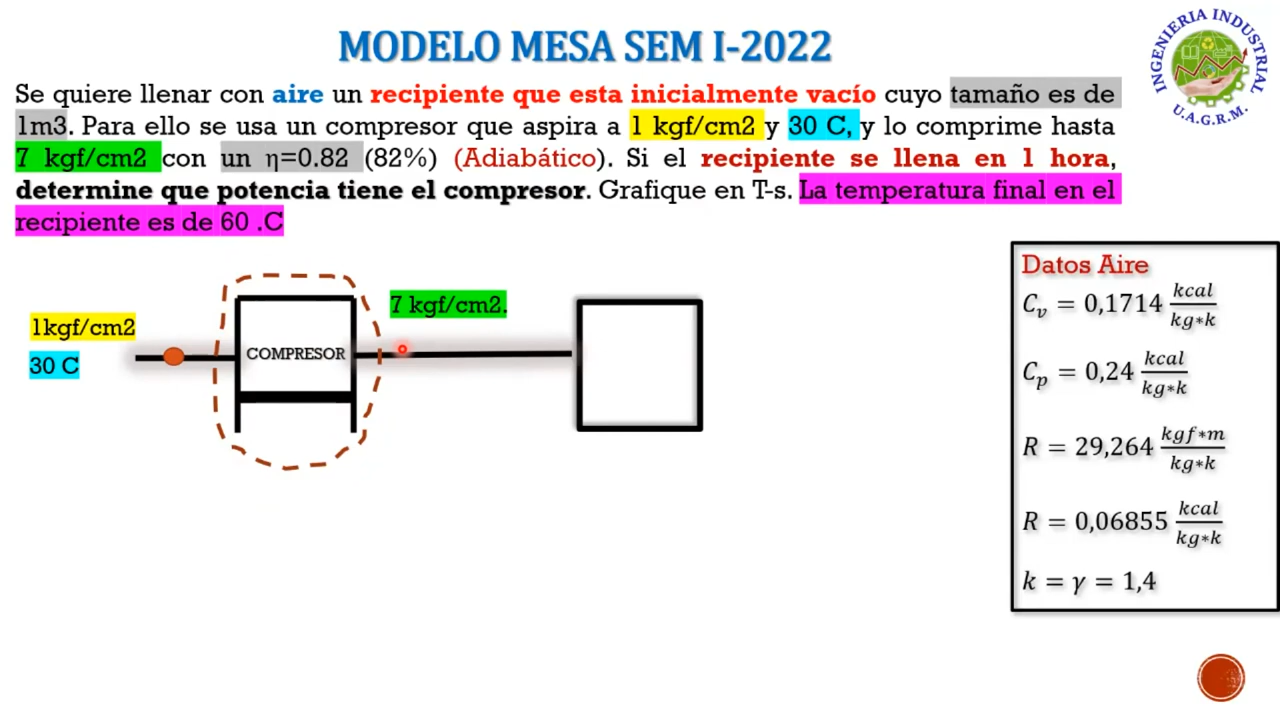 MODELO MESA SEM I-2022
INGENIERIA INDUSTRIAL
U.A.G.R.M.
Se quiere llenar con aire un recipiente que esta inicialmente vacío cuyo tamaño es de
1m3. Para ello se usa un compresor que aspira a 1 kgf/cm2 y 30 C, y lo comprime hasta
7 kgf/cm2 con un η=0.82 (82%) (Adiabático). Si el recipiente se llena en 1 hora,
determine que potencia tiene el compresor. Grafique en T-s. La temperatura final en el
recipiente es de 60 .C
1kgf/cm2
30 C
COMPRESOR
7 kgf/cm2.
Datos Aire
C_v = 0,1714 kcal/kg*k
C_p = 0,24 kcal/kg*k
R = 29,264 kgf*m/kg*k
R = 0,06855 kcal/kg*k
k = γ = 1,4